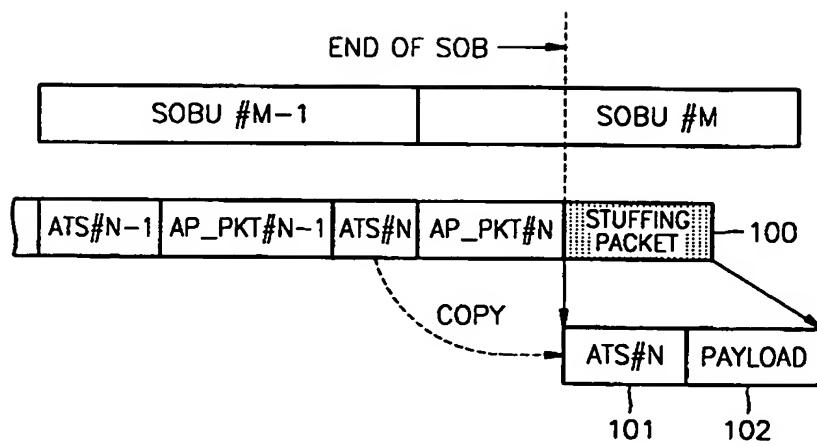 END OF SOB
SOBU #M-1
SOBU #M
ATS#N-1
AP_PKT#N-1
ATS#N
AP_PKT#N
STUFFING
PACKET
100
COPY
ATS#N
PAYLOAD
101
102